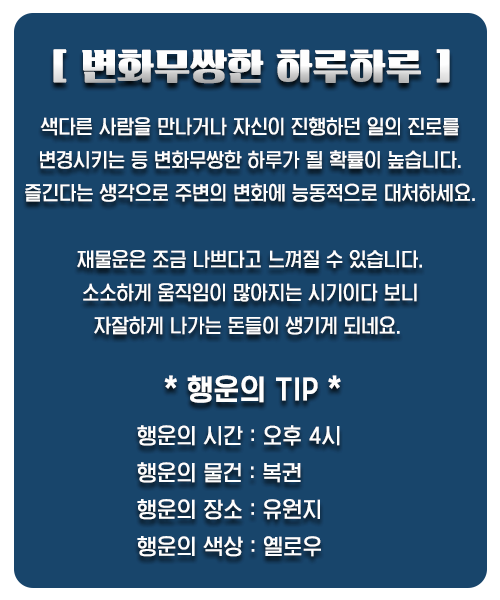 [ 변화무쌍한 하루하루 ]
색다른 사람을 만나거나 자신이 진행하던 일의 진로를
변경시키는 등 변화무쌍한 하루가 될 확률이 높습니다.
즐긴다는 생각으로 주변의 변화에 능동적으로 대처하세요.
재물운은 조금 나쁘다고 느껴질 수 있습니다.
소소하게 움직임이 많아지는 시기이다 보니
자잘하게 나가는 돈들이 생기게 되네요.
* 행운의 TIP *
행운의 시간 : 오후 4시
행운의 물건 : 복권
행운의 장소 : 유원지
행운의 색상 : 옐로우